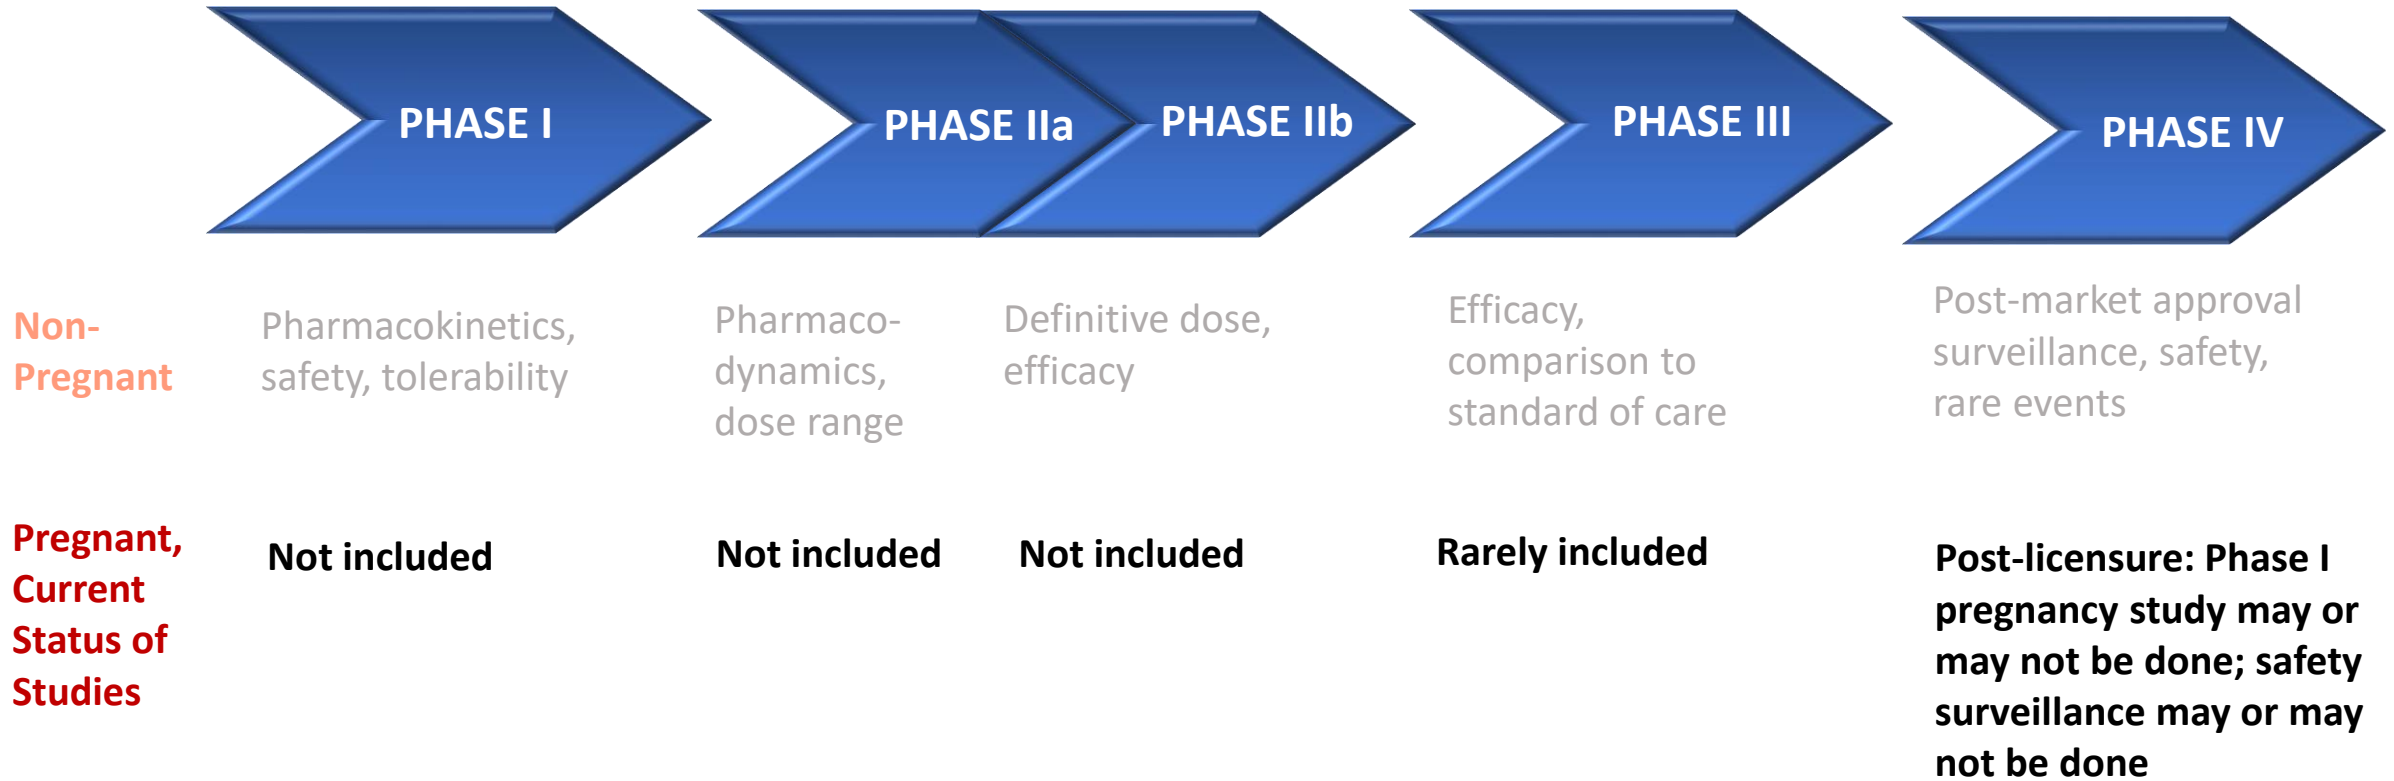 PHASE I
PHASE IIa
PHASE IIb
PHASE III
PHASE IV
Non-
Pregnant
Pharmacokinetics,
safety, tolerability
Pharmaco-
dynamics,
dose range
Definitive dose,
efficacy
Efficacy,
comparison to
standard of care
Post-market approval
surveillance, safety,
rare events
Pregnant,
Current
Status of
Studies
Not included
Not included
Not included
Rarely included
Post-licensure: Phase I
pregnancy study may or
may not be done; safety
surveillance may or may
not be done